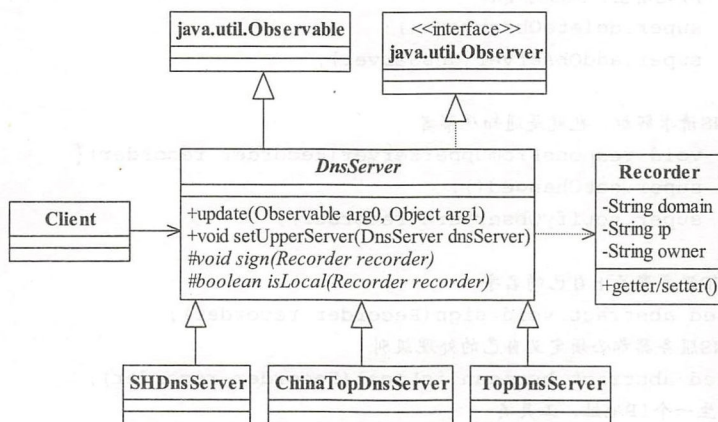 java.util.Observable
<<interface>>
java.util.Observer
DnsServer
+update(Observable arg0, Object arg1)
+void setUpperServer(DnsServer dnsServer)
#void sign(Recorder recorder)
#boolean isLocal(Recorder recorder)
Client
Recorder
-String domain
-String ip
-String owner
+getter/setter()
SHDnsServer
ChinaTopDnsServer
TopDnsServer